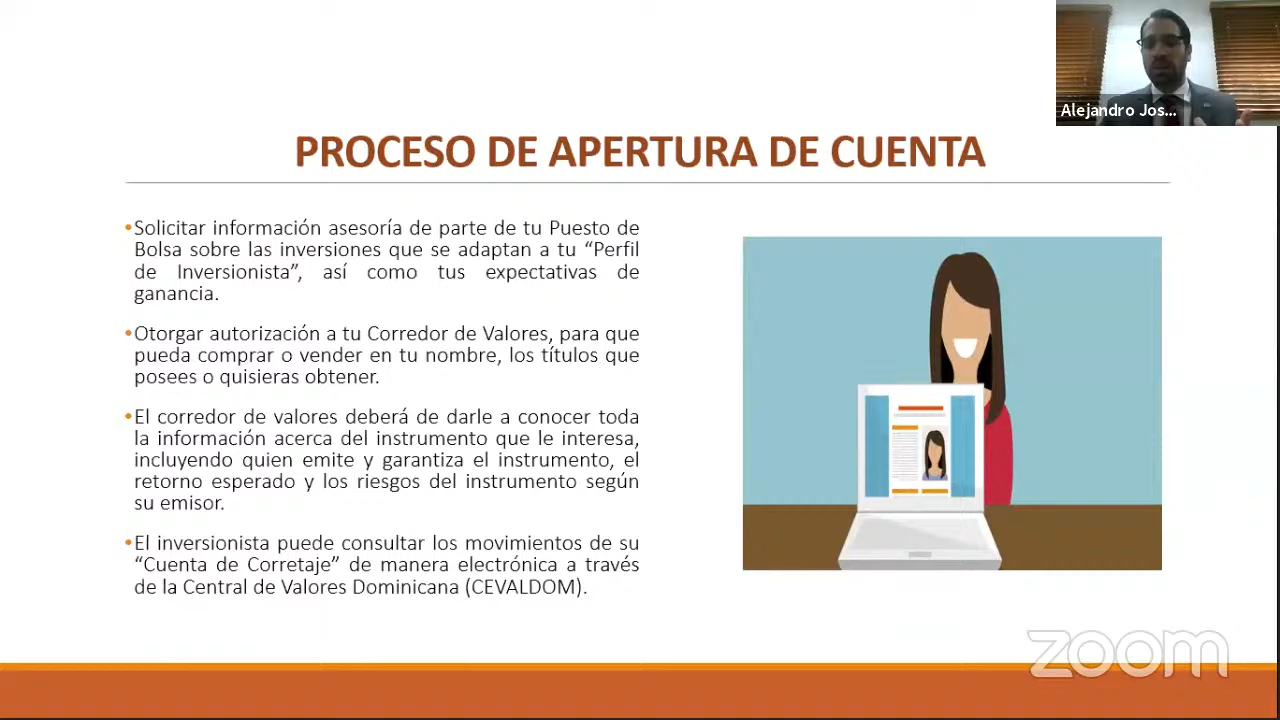 Alejandro Jos...
PROCESO DE APERTURA DE CUENTA
•Solicitar información asesoría de parte de tu Puesto de
Bolsa sobre las inversiones que se adaptan a tu “Perfil
de Inversionista”, así como tus expectativas de
ganancia.
•Otorgar autorización a tu Corredor de Valores, para que
pueda comprar o vender en tu nombre, los títulos que
posees o quisieras obtener.
•El corredor de valores deberá de darle a conocer toda
la información acerca del instrumento que le interesa,
incluyendo quien emite y garantiza el instrumento, el
retorno esperado y los riesgos del instrumento según
su emisor.
•El inversionista puede consultar los movimientos de su
“Cuenta de Corretaje” de manera electrónica a través
de la Central de Valores Dominicana (CEVALDOM).
zoom